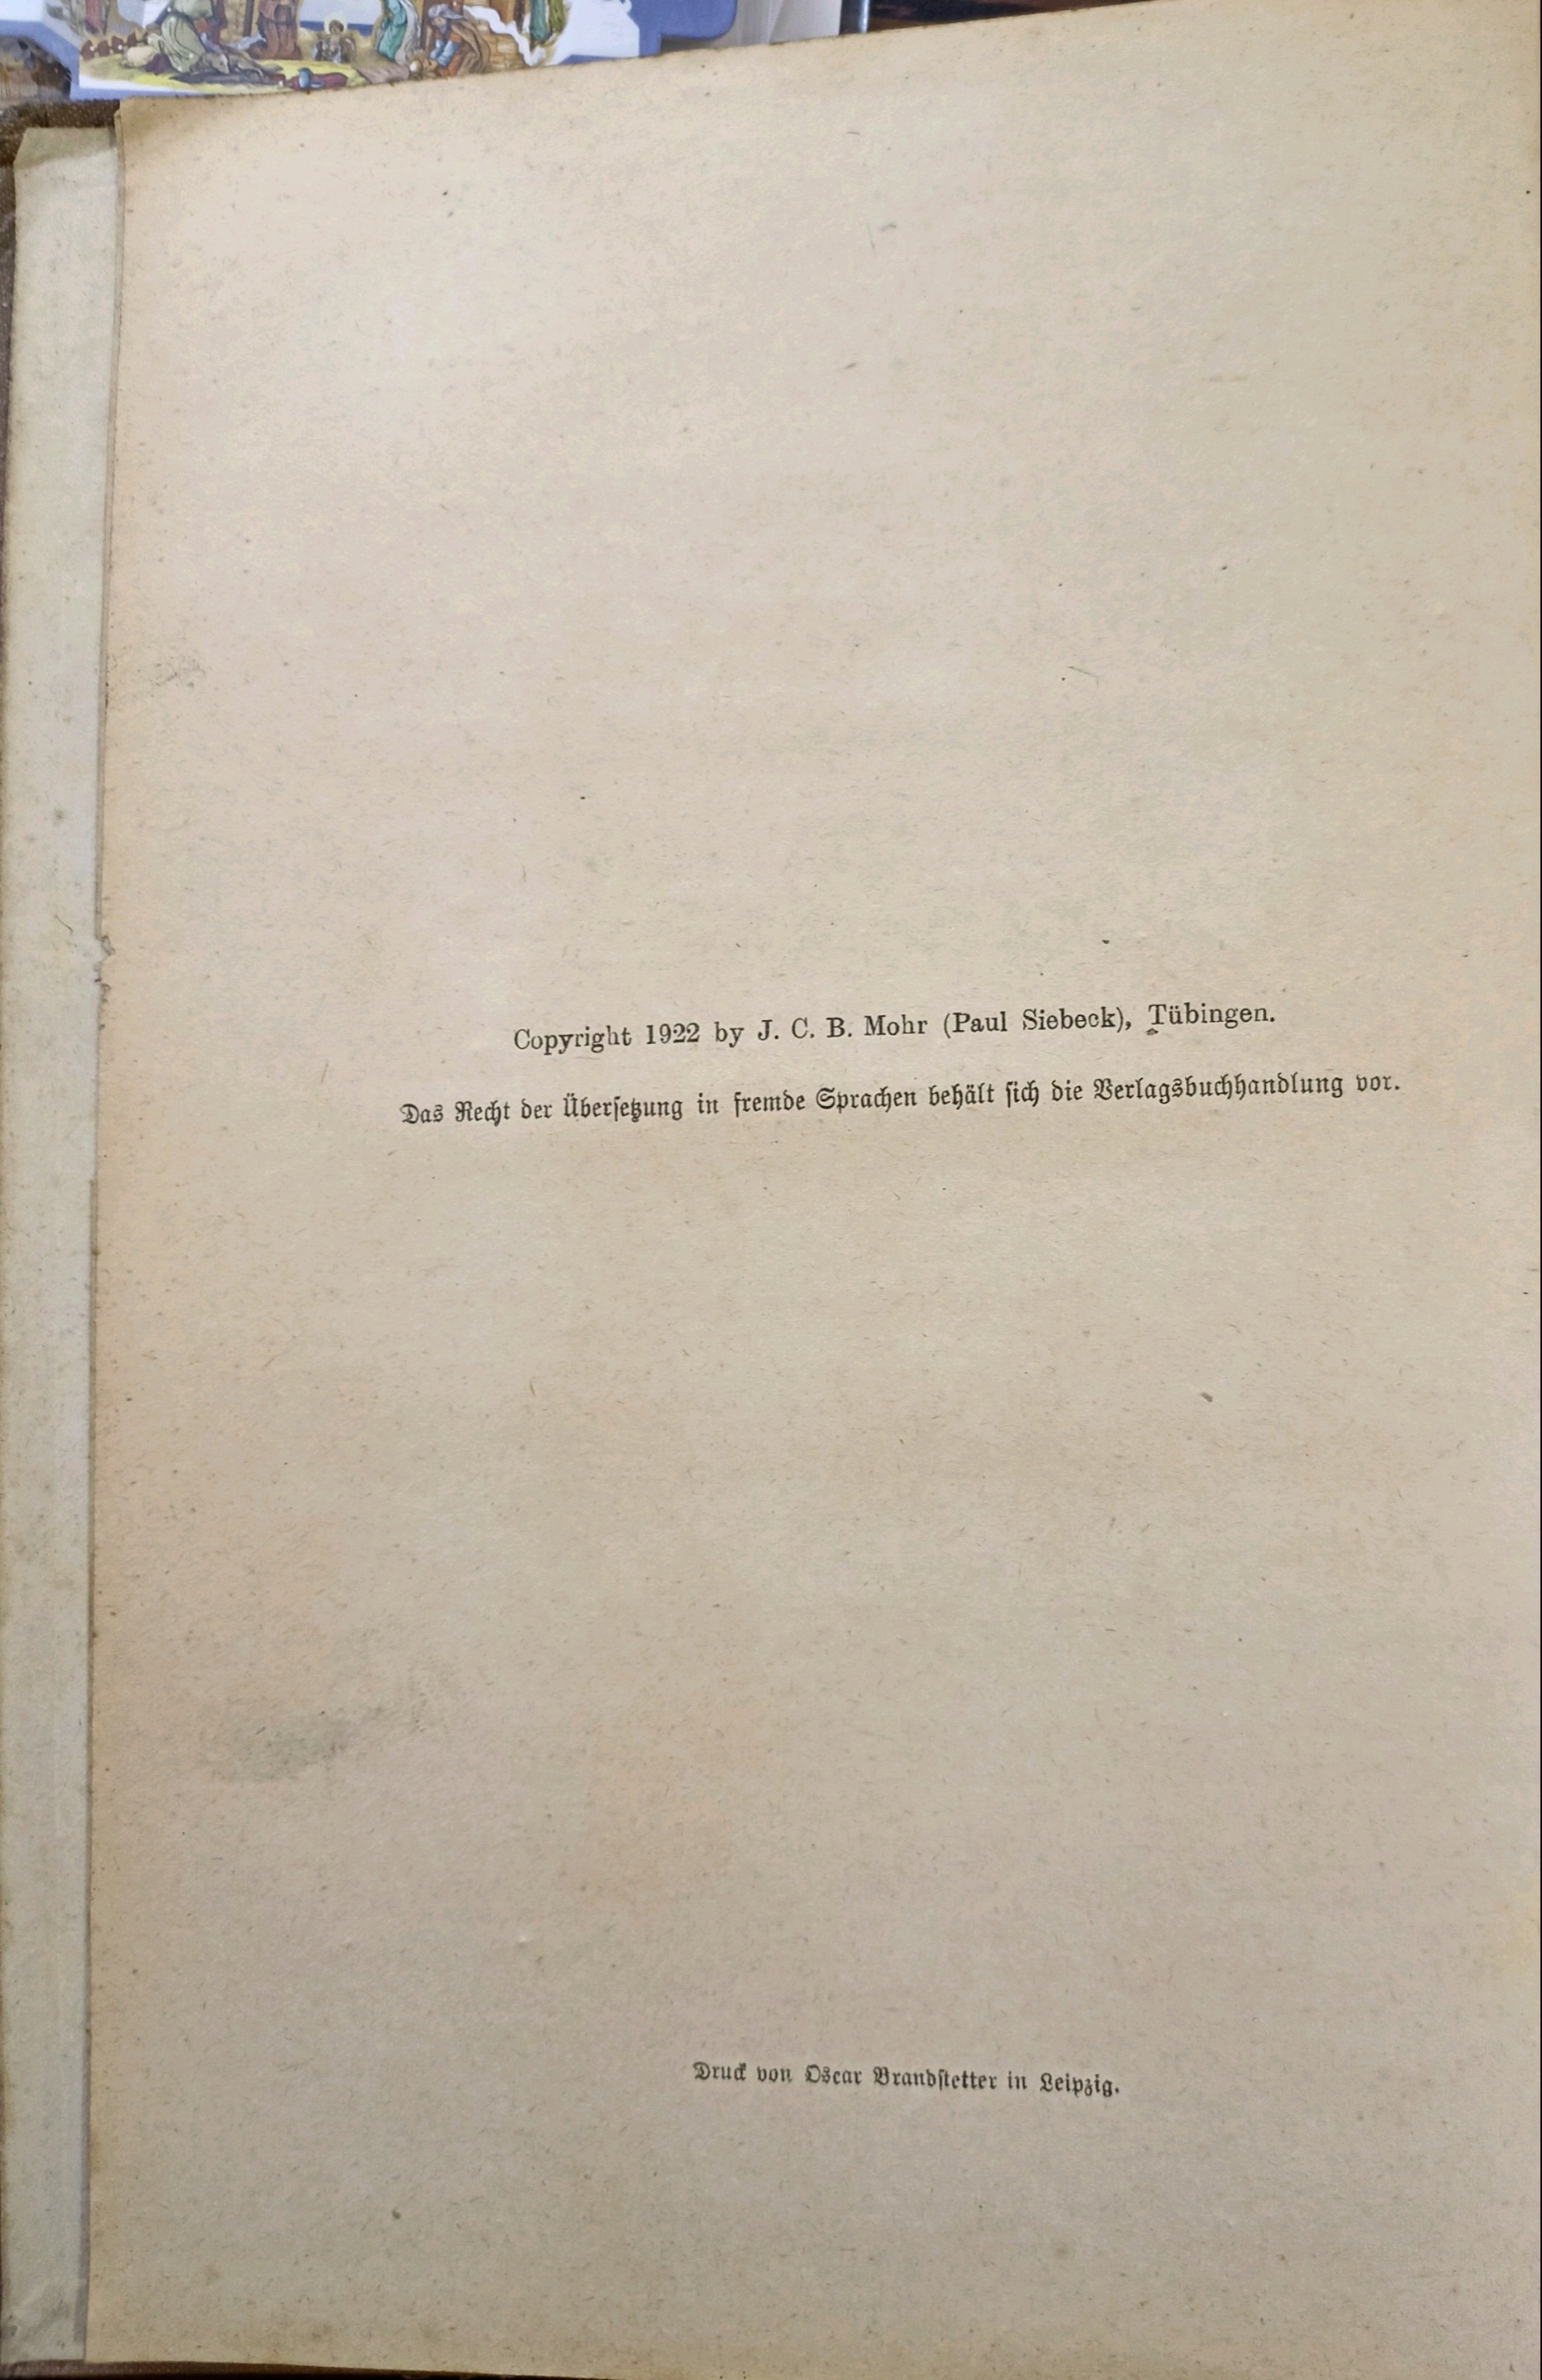 Copyright 1922 by J. C. B. Mohr (Paul Siebeck), Tübingen.
Das Recht der Übersetzung in fremde Sprachen behält sich die Verlagsbuchhandlung vor.
Druck von Oscar Brandstetter in Leipzig.